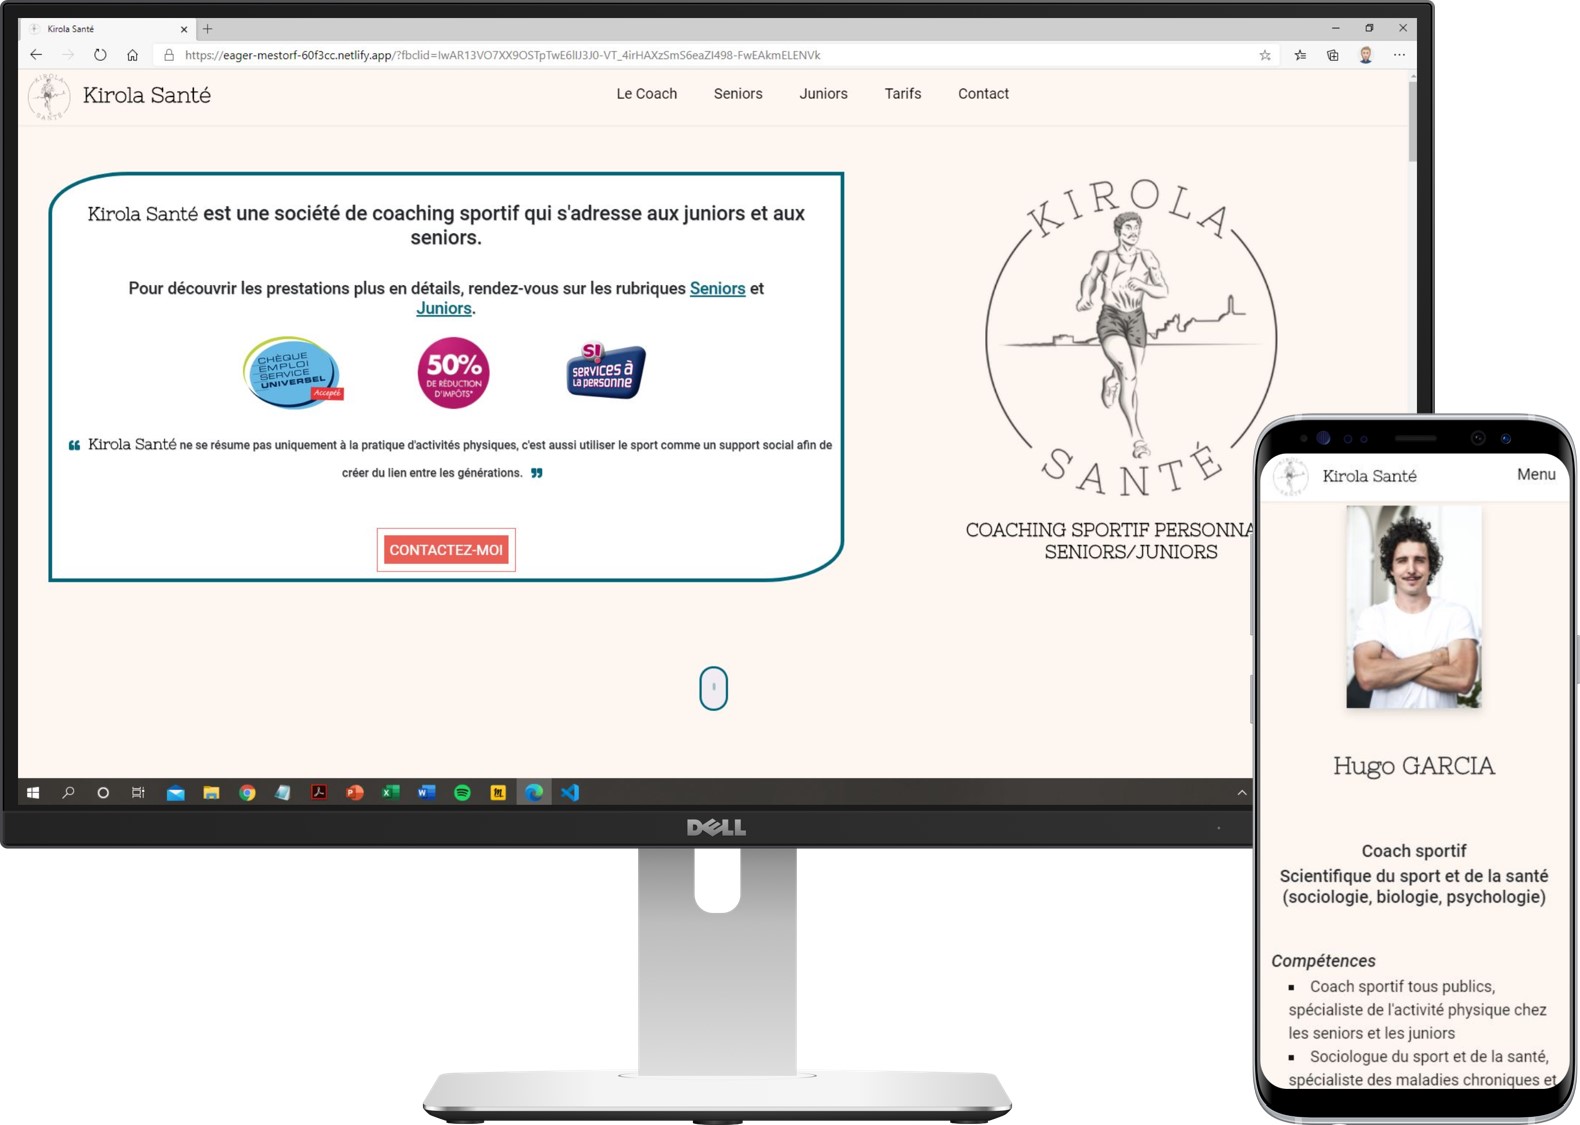 Kirola Santé
https://eager-mestorf-60f3cc.netlify.app/?fbclid=IwAR13VO7XX9OSTpTwE6lIJ3J0-VT_4irHAXzSmS6eaZI498-FwEAkmELENVk
KIROLA
SANTÉ
Kirola Santé
Le Coach
Seniors
Juniors
Tarifs
Contact
Kirola Santé est une société de coaching sportif qui s'adresse aux juniors et aux
seniors.
Pour découvrir les prestations plus en détails, rendez-vous sur les rubriques Seniors et
Juniors.
CHÈQUE
EMPLOI
SERVICE
UNIVERSEL
Accepté
50%
DE RÉDUCTION
D'IMPÔTS*
SERVICES à
La PERSONNE
❝ Kirola Santé ne se résume pas uniquement à la pratique d'activités physiques, c'est aussi utiliser le sport comme un support social afin de
créer du lien entre les générations. ❞
CONTACTEZ-MOI
KIROLA
SANTÉ
COACHING SPORTIF PERSONNA
SENIORS/JUNIORS
DELL
Kirola Santé
Menu
Hugo GARCIA
Coach sportif
Scientifique du sport et de la santé
(sociologie, biologie, psychologie)
Compétences
▪ Coach sportif tous publics,
spécialiste de l'activité physique chez
les seniors et les juniors
▪ Sociologue du sport et de la santé,
spécialiste des maladies chroniques et